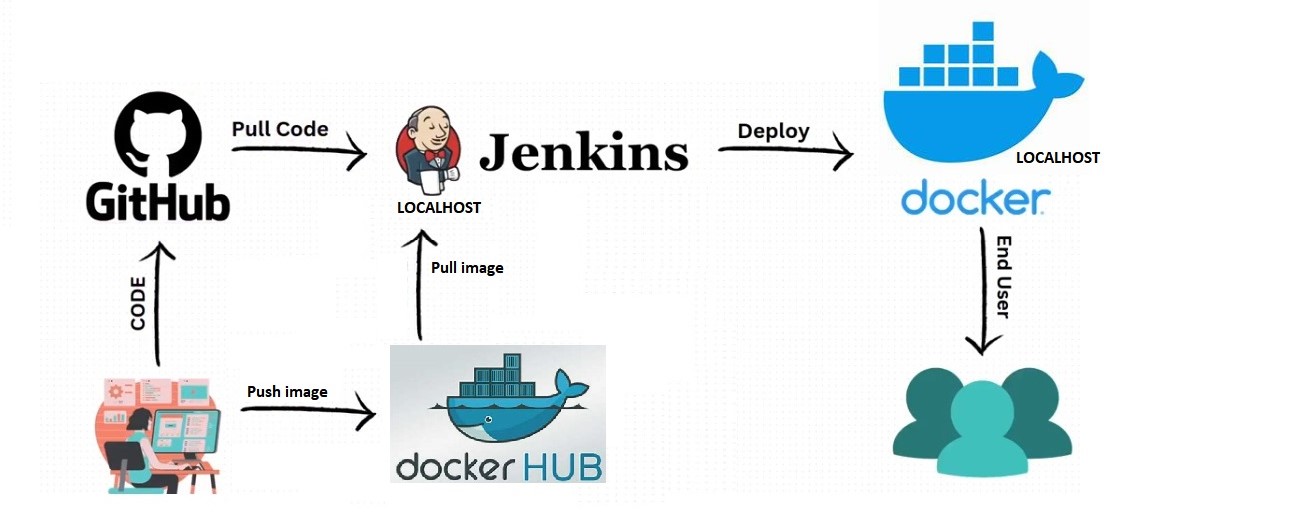 GitHub
Pull Code
Jenkins
LOCALHOST
Deploy
LOCALHOST
docker
CODE
Pull image
End User
Push image
docker HUB